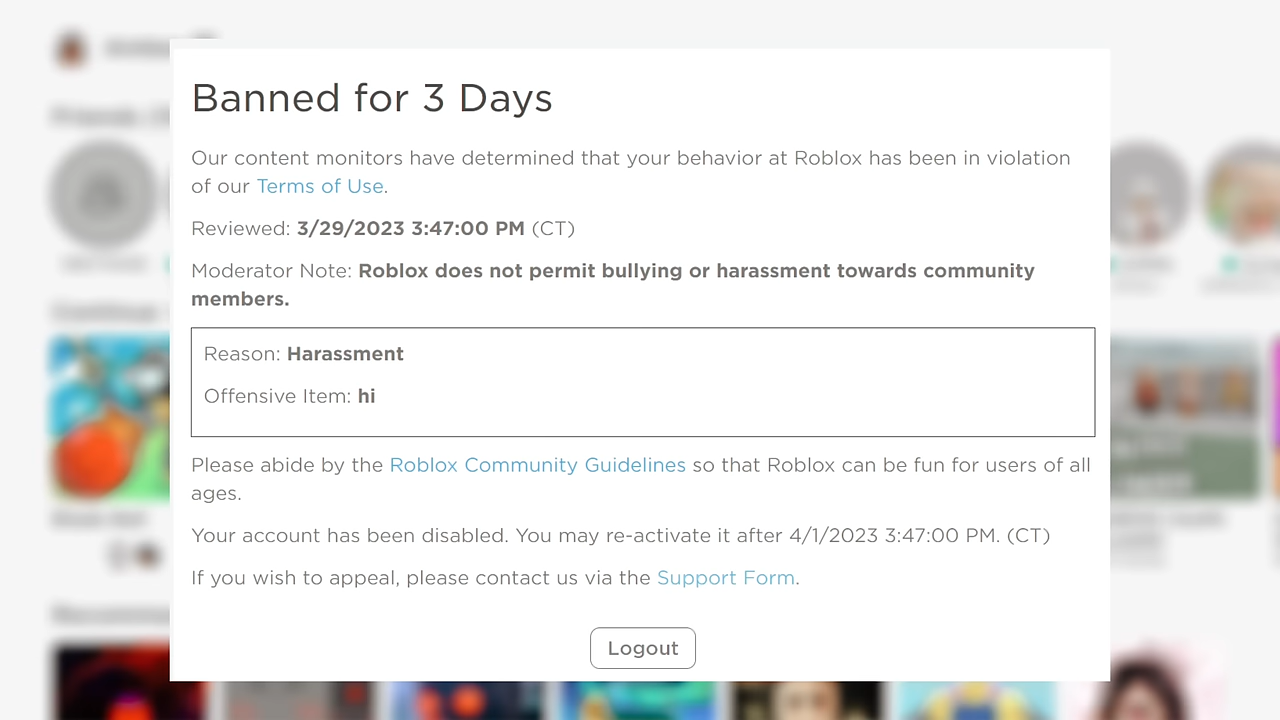 Banned for 3 Days
Our content monitors have determined that your behavior at Roblox has been in violation
of our Terms of Use.
Reviewed: 3/29/2023 3:47:00 PM (CT)
Moderator Note: Roblox does not permit bullying or harassment towards community
members.
Reason: Harassment
Offensive Item: hi
Please abide by the Roblox Community Guidelines so that Roblox can be fun for users of all
ages.
Your account has been disabled. You may re-activate it after 4/1/2023 3:47:00 PM. (CT)
If you wish to appeal, please contact us via the Support Form.
Logout